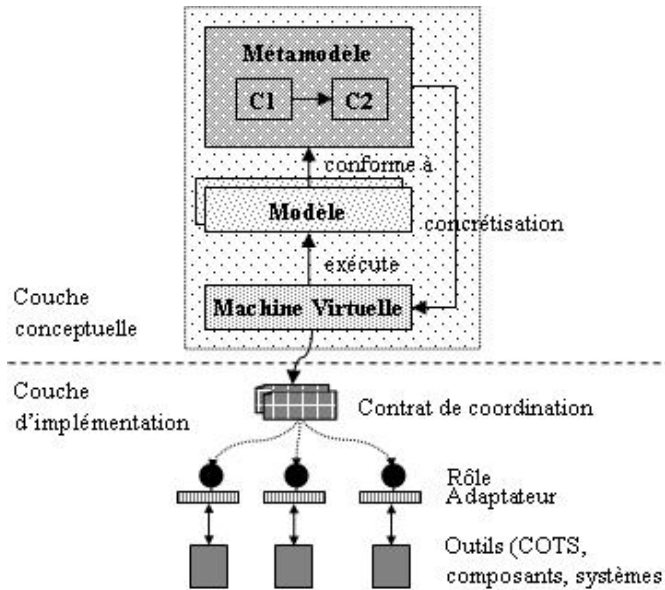 Métamodèle
C1
C2
conforme à
Modèle
concrétisation
exécute
Machine Virtuelle
Couche
conceptuelle
Couche
d'implémentation
Contrat de coordination
Rôle
Adaptateur
Outils (COTS,
composants, systèmes